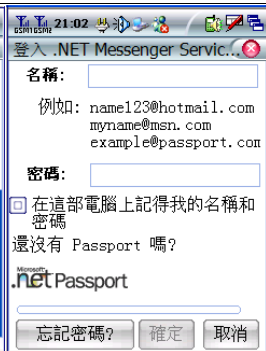 GSM1 GSM2 21:02
登入 .NET Messenger Servic...
名稱:
例如: name123@hotmail.com
myname@msn.com
example@passport.com
密碼:
在這部電腦上記得我的名稱和
密碼
還沒有 Passport 嗎?
Microsoft
.net Passport
忘記密碼? 確定 取消